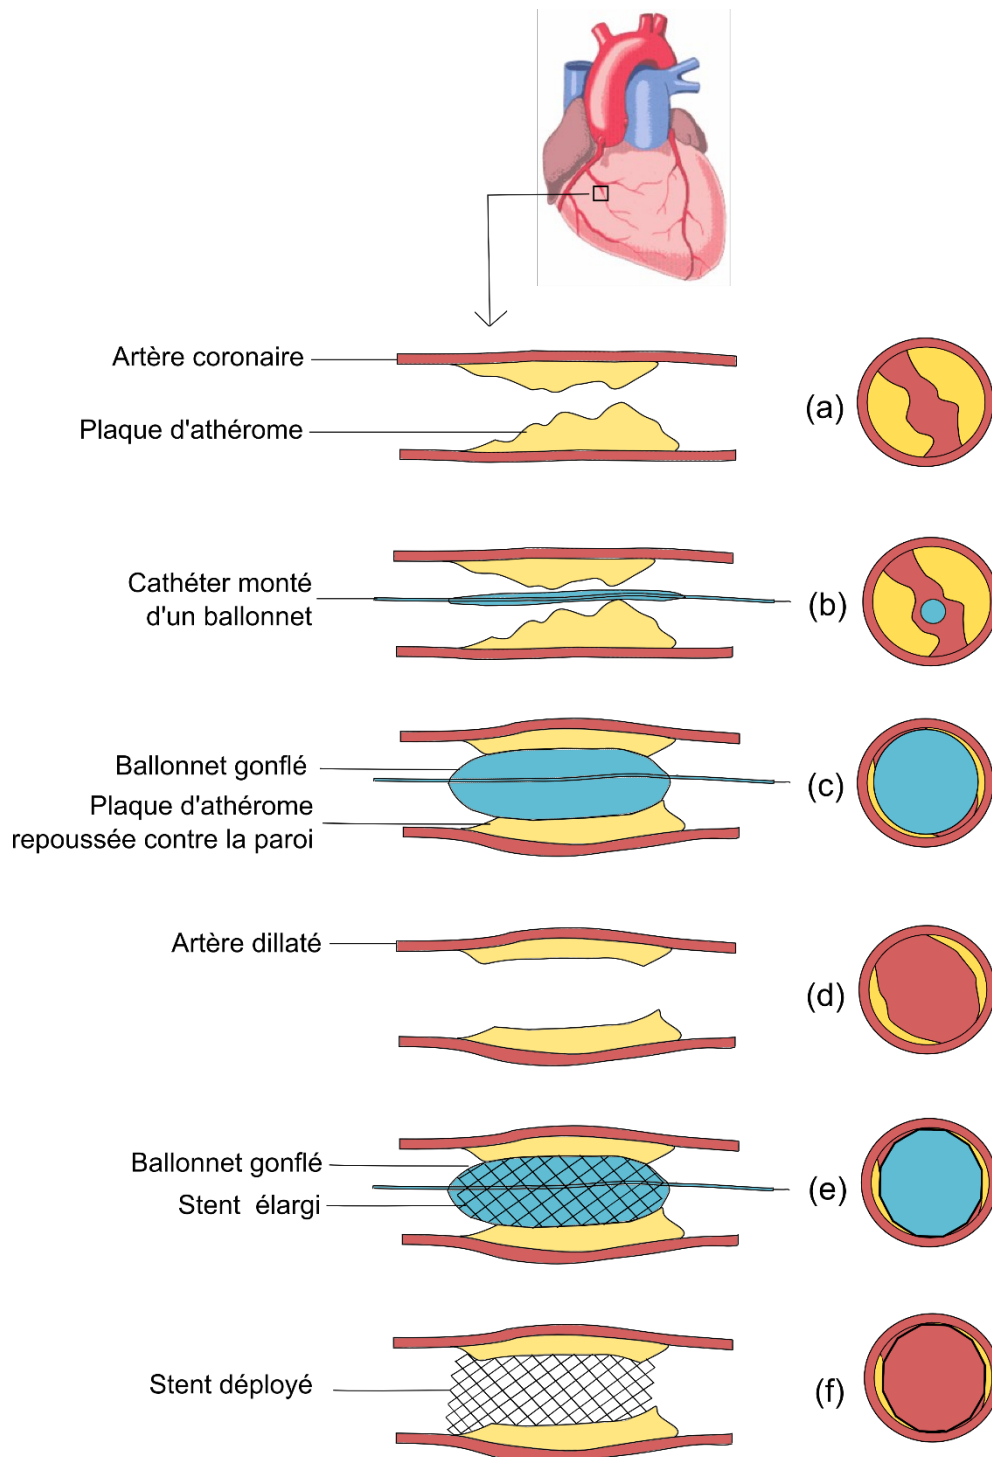 Artère coronaire
(a)
Plaque d'athérome
Cathéter monté
d'un ballonnet
(b)
Ballonnet gonflé
(c)
Plaque d'athérome
repoussée contre la paroi
Artère dillaté
(d)
Ballonnet gonflé
(e)
Stent élargi
Stent déployé
(f)